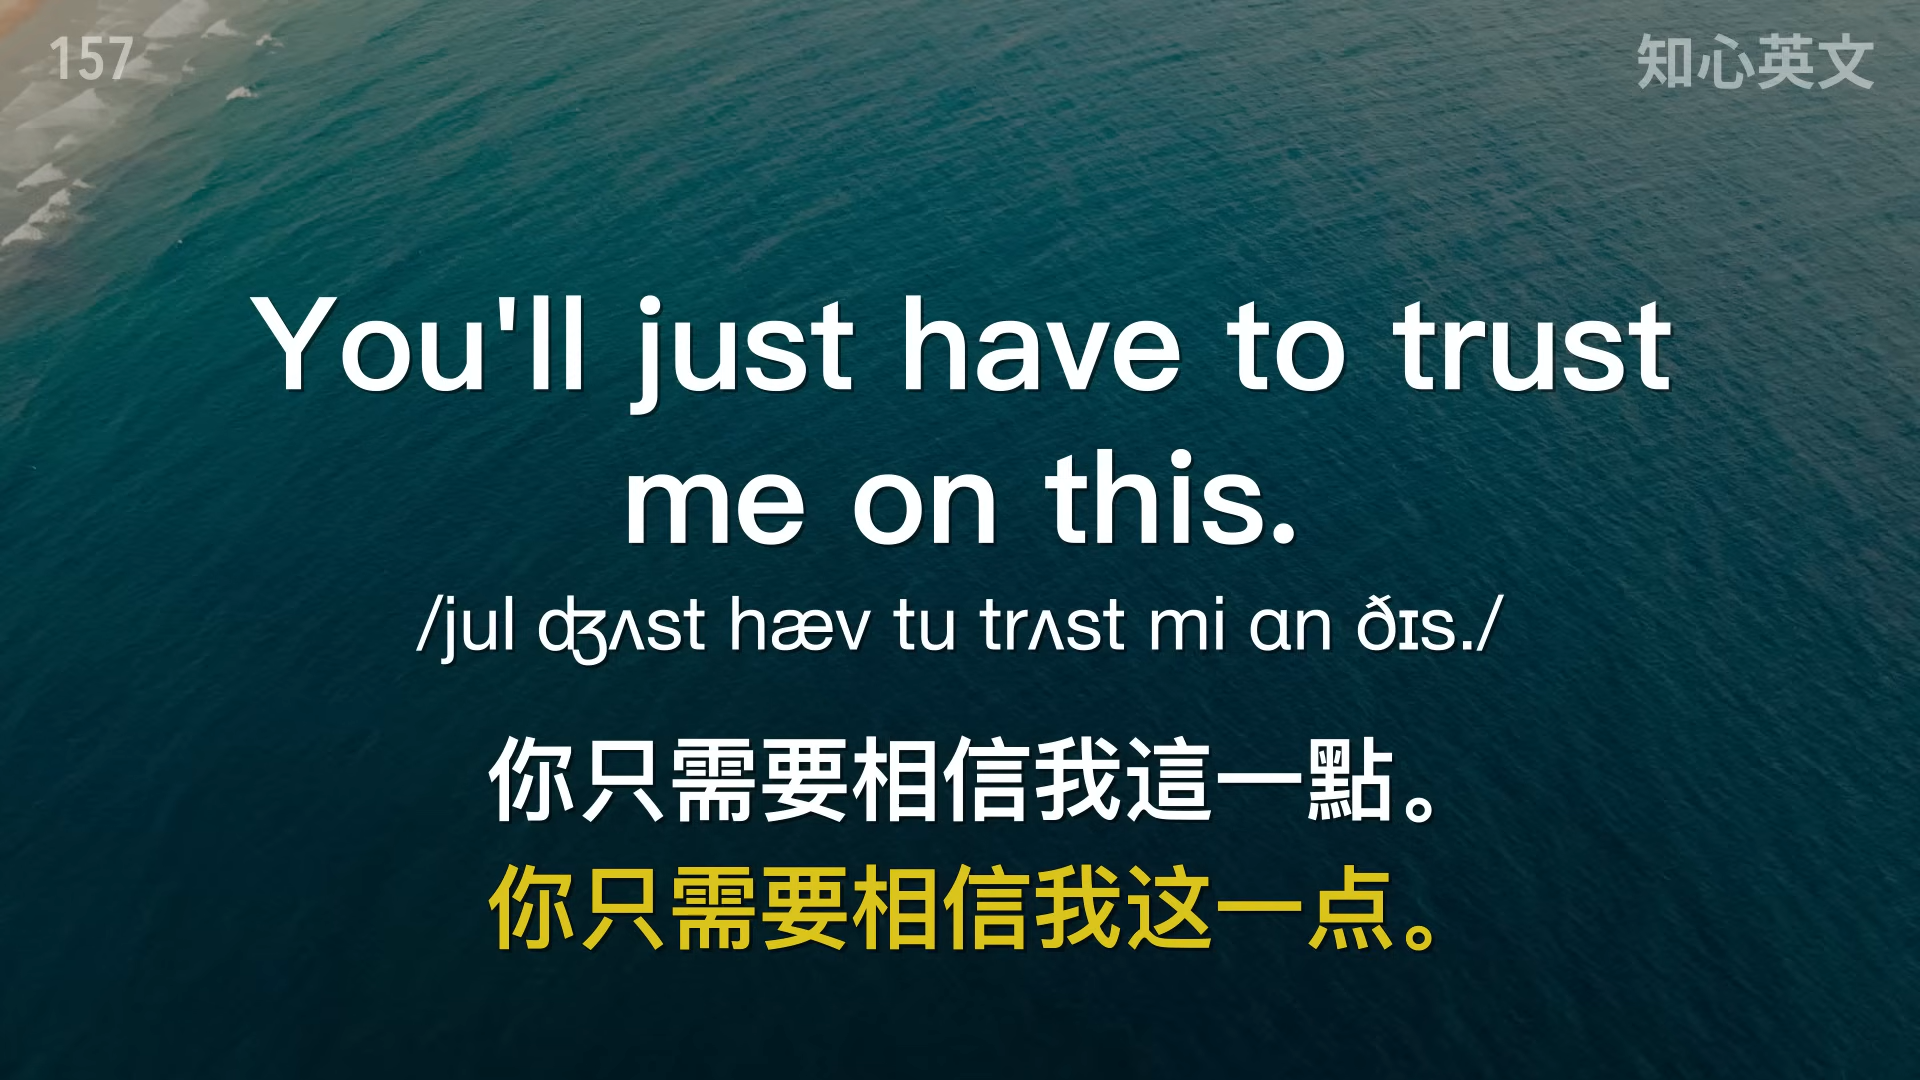 157
知心英文
You'll just have to trust
me on this.
/jul ʤʌst hæv tu trʌst mi ɑn ðɪs./
你只需要相信我這一點。
你只需要相信我这一点。